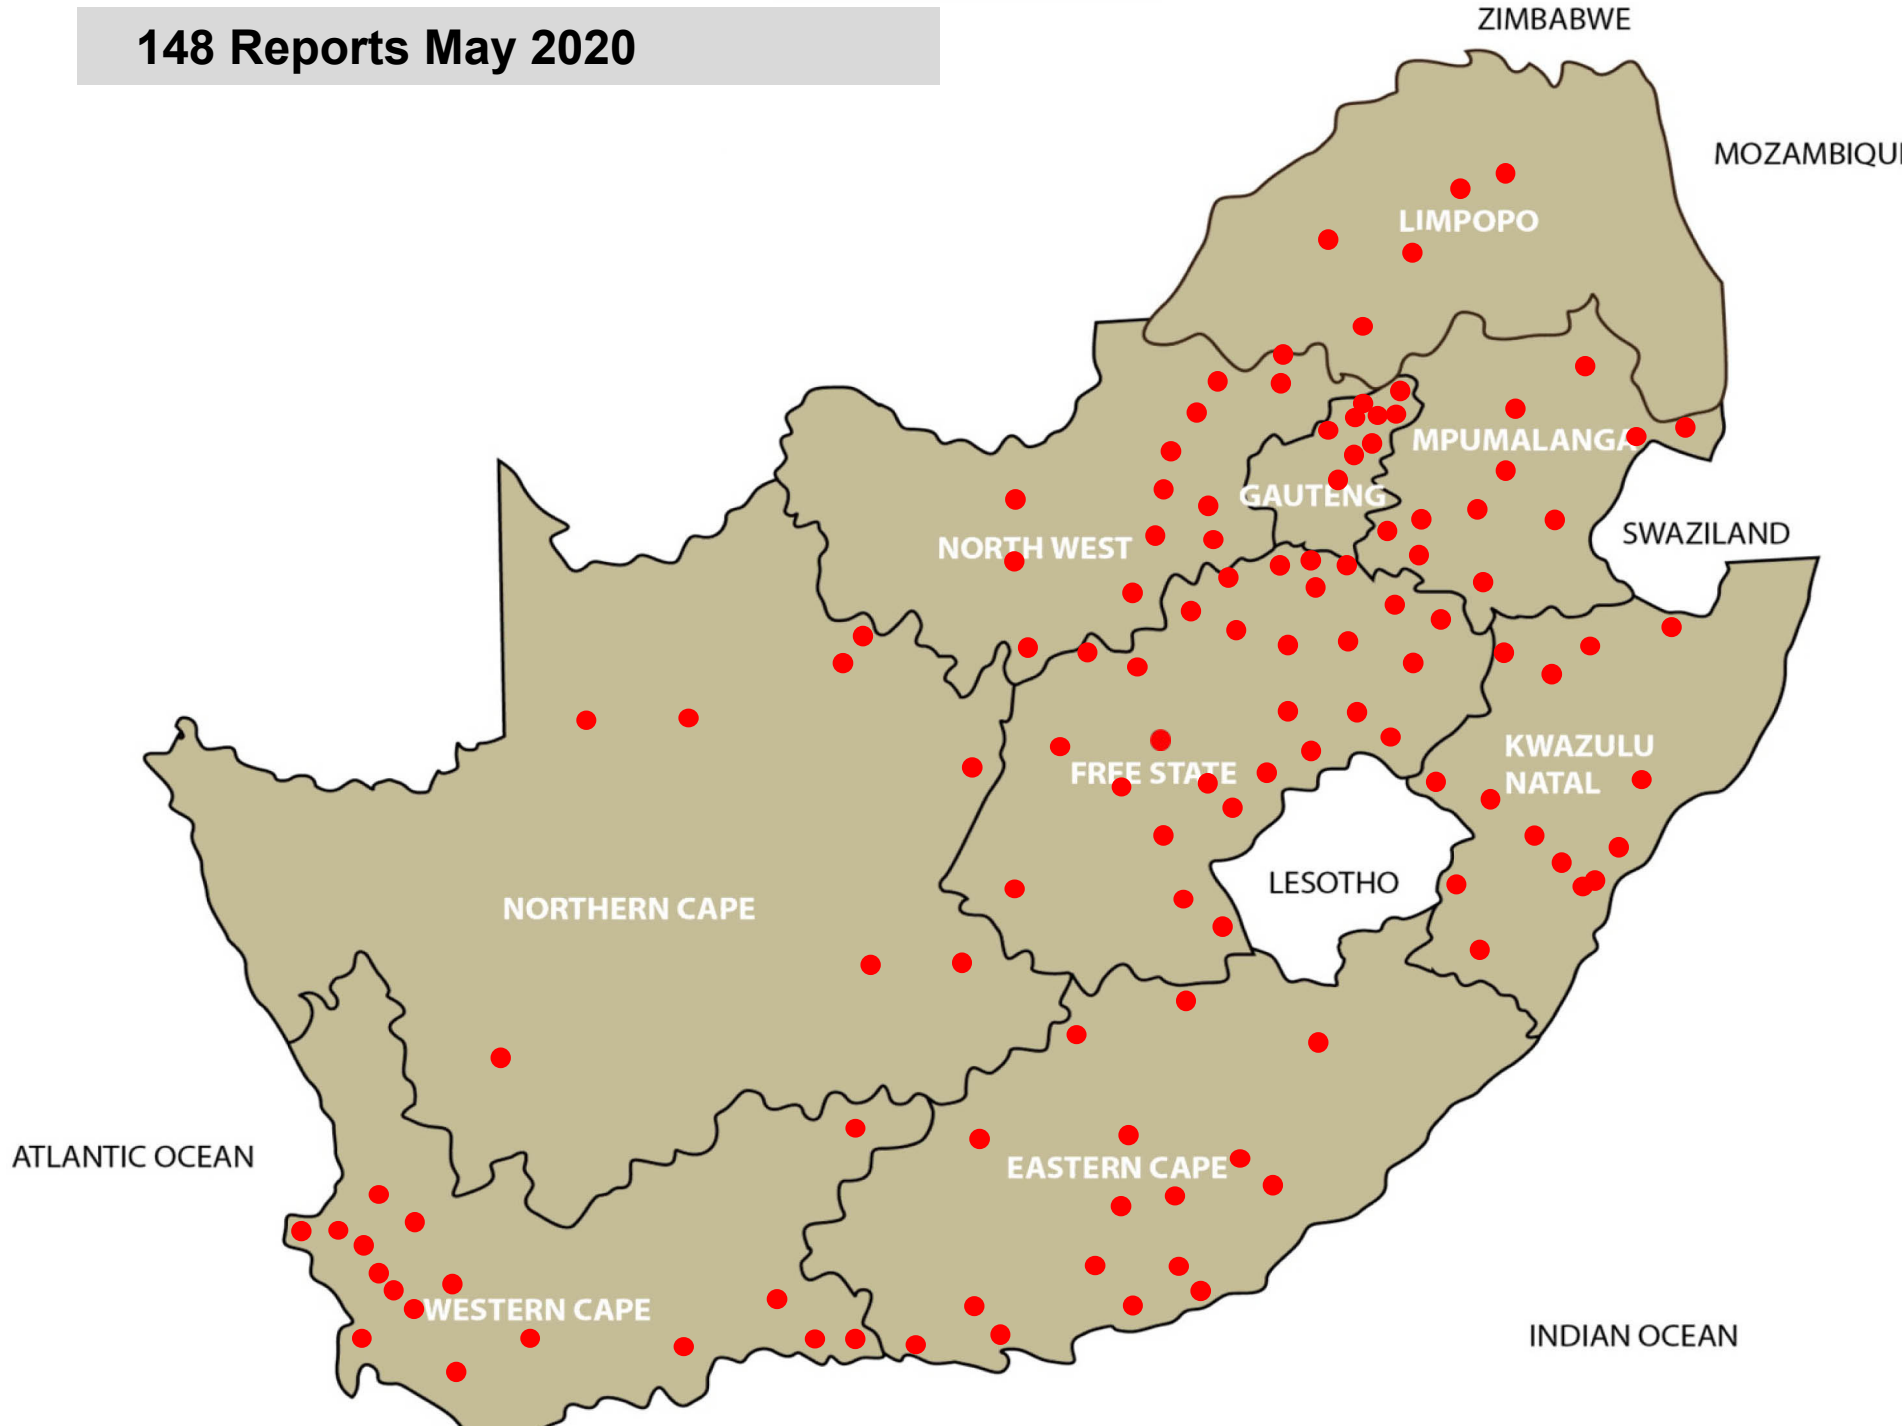 148 Reports May 2020
ZIMBABWE
MOZAMBIQU
LIMPOPO
MPUMALANGA
GAUTENG
SWAZILAND
NORTH WEST
KWAZULU
NATAL
FREE STATE
LESOTHO
NORTHERN CAPE
ATLANTIC OCEAN
EASTERN CAPE
WESTERN CAPE
INDIAN OCEAN